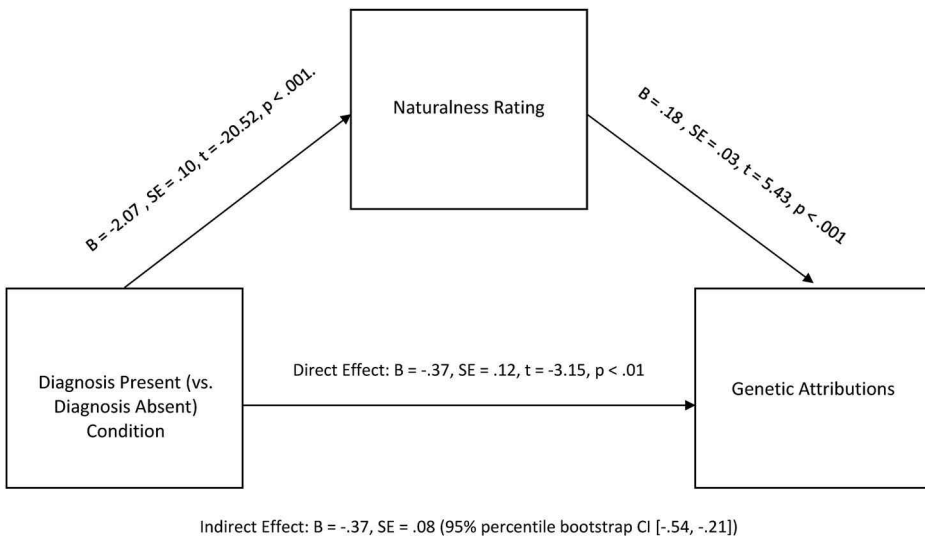 Naturalness Rating
B = -2.07 , SE = .10, t = -20.52, p < .001.
B = .18 , SE = .03, t = 5.43, p < .001
Diagnosis Present (vs.
Diagnosis Absent)
Condition
Direct Effect: B = -.37, SE = .12, t = -3.15, p < .01
Genetic Attributions
Indirect Effect: B = -.37, SE = .08 (95% percentile bootstrap CI [-.54, -.21])